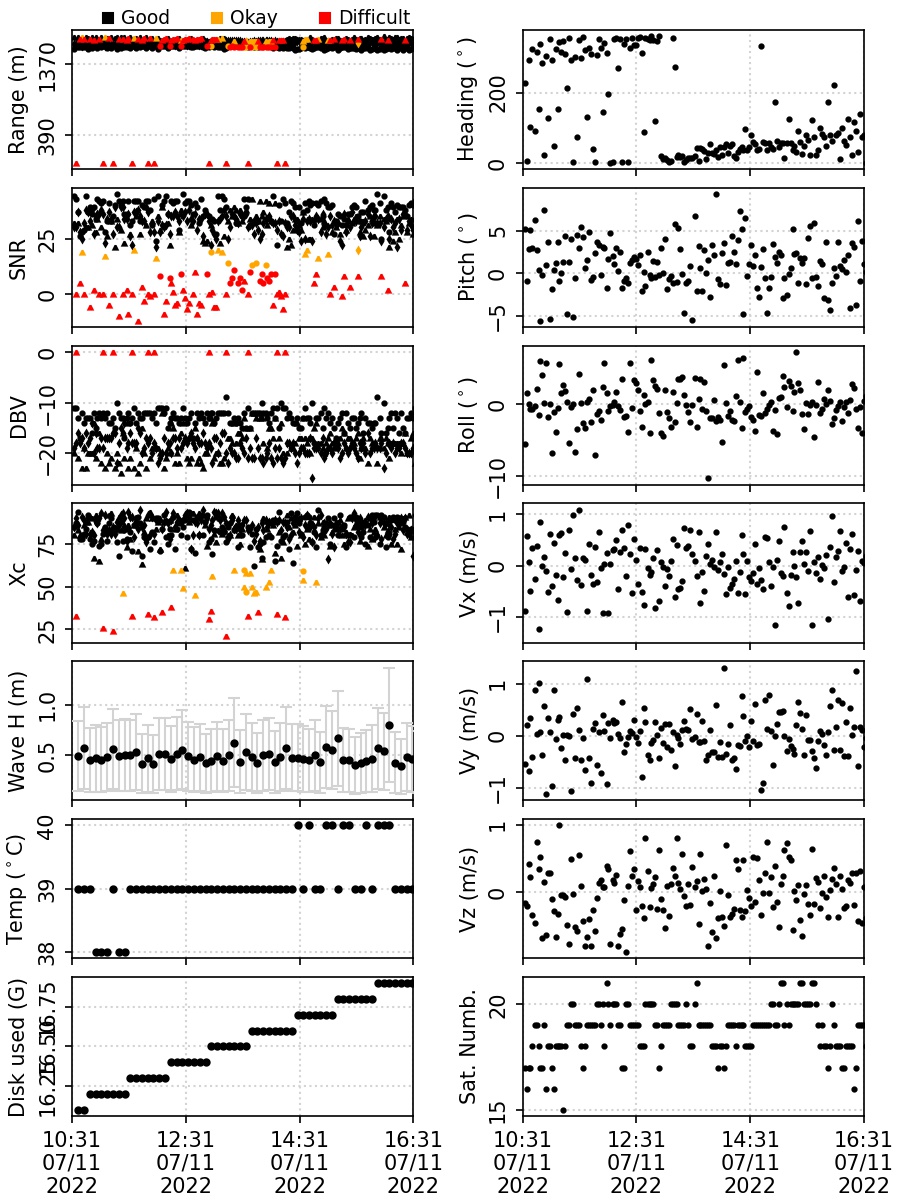 Good Okay Difficult
Range (m)
1370
390
Heading (°)
200
0
SNR
25
0
Pitch (°)
5
0
−5
DBV
0
−10
−20
Roll (°)
0
−10
Xc
75
50
25
Vx (m/s)
1
0
−1
Wave H (m)
1.0
0.5
Vy (m/s)
1
0
−1
Temp (°C)
40
39
38
Vz (m/s)
1
0
Disk used (G)
Sat. Numb.
20
15
10:31 12:31 14:31 16:31
07/11 07/11 07/11 07/11
2022 2022 2022 2022
10:31 12:31 14:31 16:31
07/11 07/11 07/11 07/11
2022 2022 2022 2022